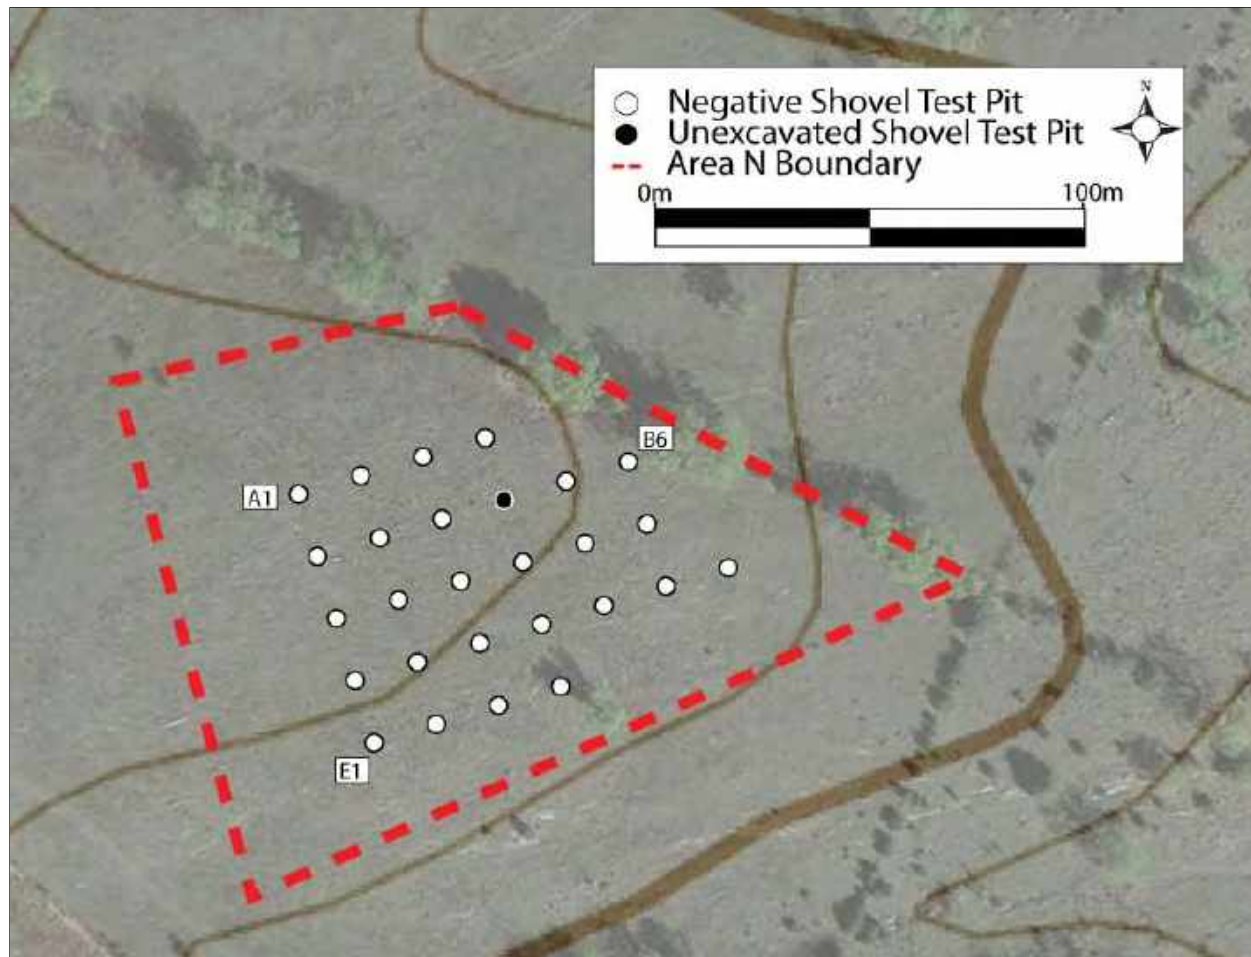 Negative Shovel Test Pit
Unexcavated Shovel Test Pit
Area N Boundary
N
0m 100m
B6
A1
E1